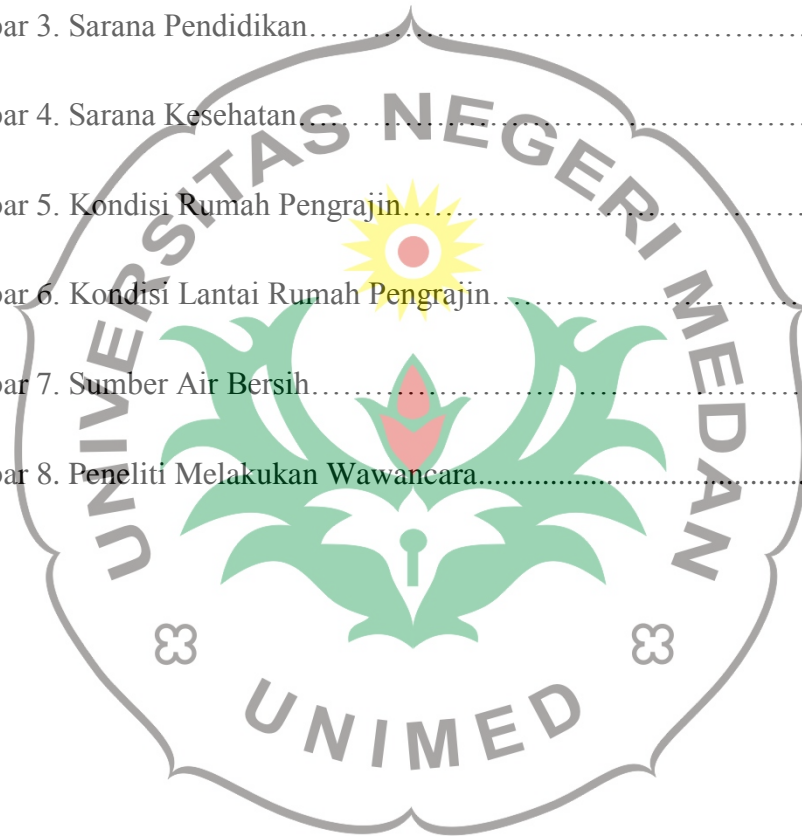 bar 3. Sarana Pendidikan……………………………………………
bar 4. Sarana Kesehatan……………………………………………
bar 5. Kondisi Rumah Pengrajin……………………………………
bar 6. Kondisi Lantai Rumah Pengrajin……………………………
bar 7. Sumber Air Bersih……………………………………………
bar 8. Peneliti Melakukan Wawancara..........................................
UNIVERSITAS NEGERI MEDAN
UNIMED